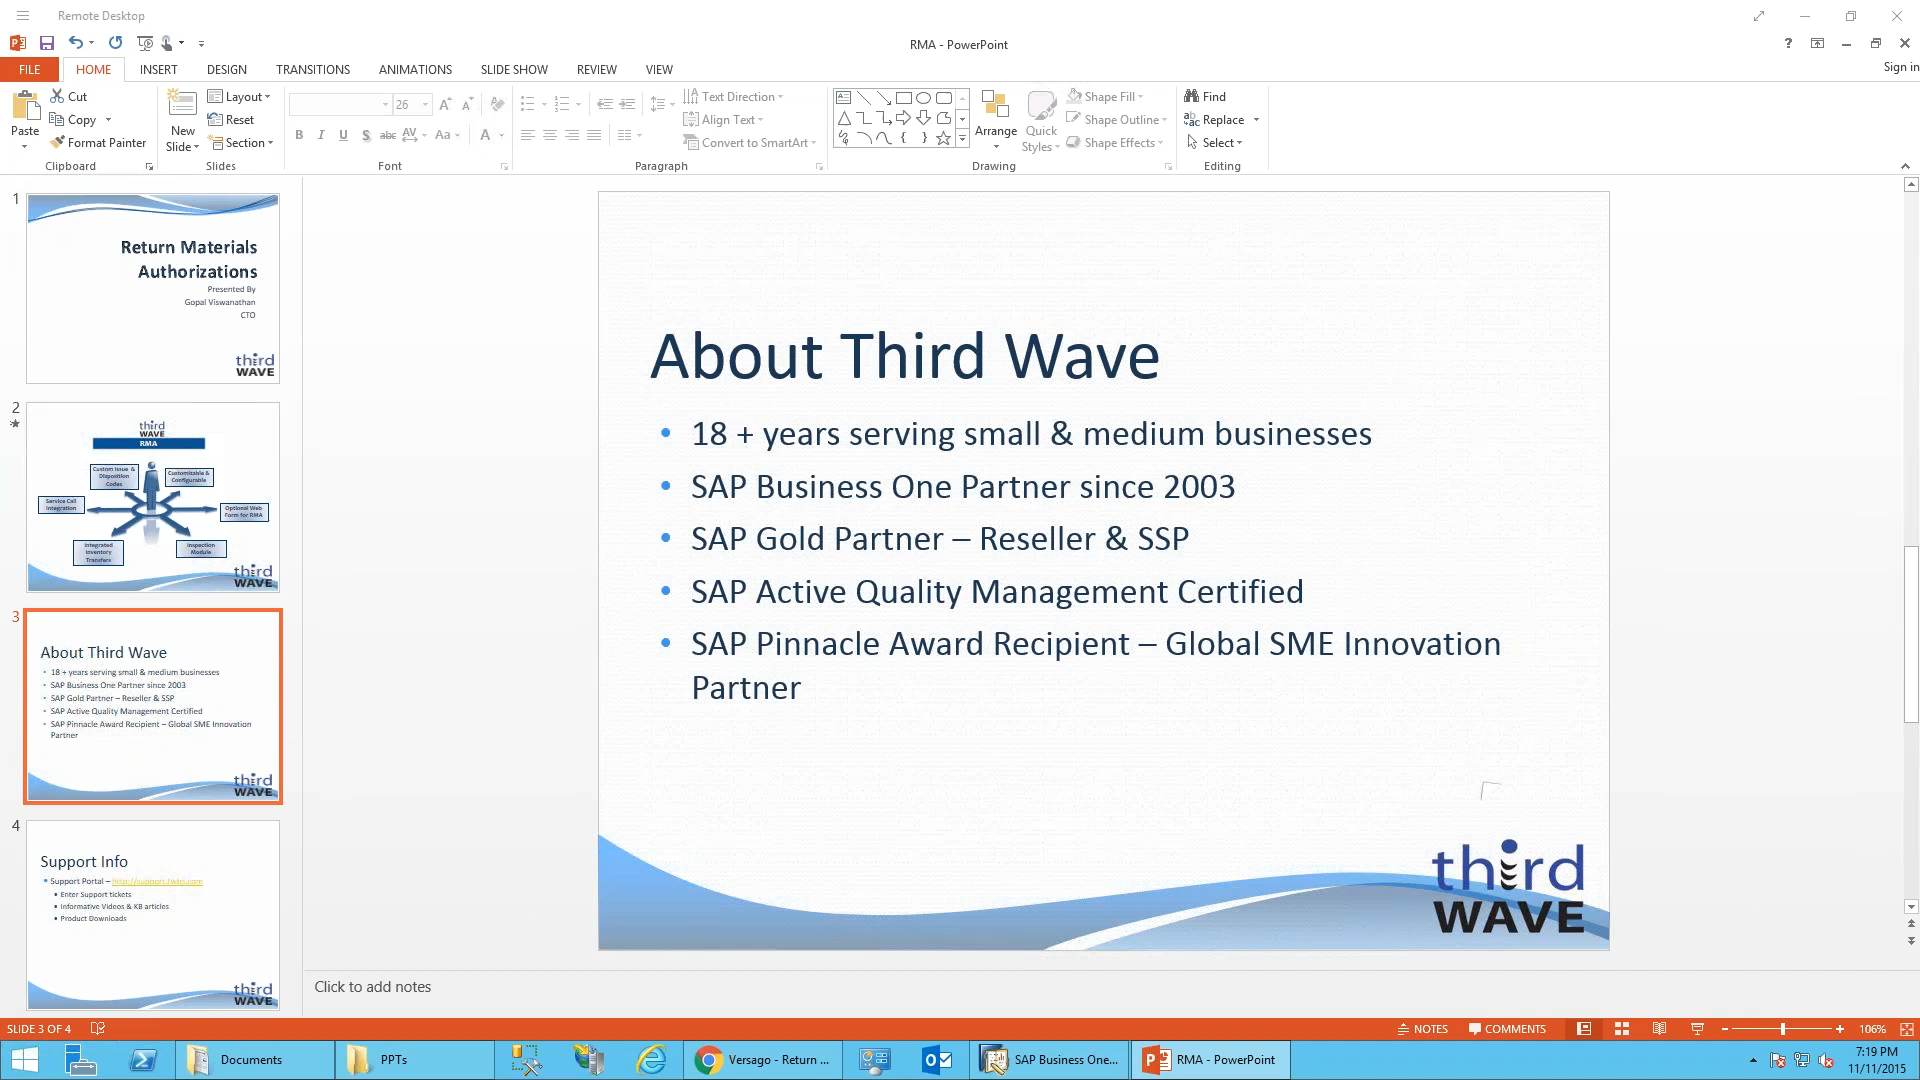 Remote Desktop
RMA - PowerPoint
FILE HOME INSERT DESIGN TRANSITIONS ANIMATIONS SLIDE SHOW REVIEW VIEW
Sign in
Paste
Cut
Copy
Format Painter
Clipboard
New Slide
Layout
Reset
Section
Slides
26
Font
Text Direction
Align Text
Convert to SmartArt
Paragraph
Arrange
Quick Styles
Shape Fill
Shape Outline
Shape Effects
Drawing
Find
Replace
Select
Editing
1
Return Materials
Authorizations
Presented By
Gopal Viswanathan
CTO
third
WAVE
2
third
WAVE
RMA
Custom Issue &
Disposition
Codes
Customizable &
Configurable
Service Call
Integration
Optional Web
Form for RMA
Integrated
Inventory
Transfers
Inspection
Module
third
WAVE
3
About Third Wave
• 18 + years serving small & medium businesses
• SAP Business One Partner since 2003
• SAP Gold Partner – Reseller & SSP
• SAP Active Quality Management Certified
• SAP Pinnacle Award Recipient – Global SME Innovation
Partner
third
WAVE
4
Support Info
• Support Portal –
• Enter Support tickets
• Informative Videos & KB articles
• Product Downloads
third
WAVE
About Third Wave
• 18 + years serving small & medium businesses
• SAP Business One Partner since 2003
• SAP Gold Partner – Reseller & SSP
• SAP Active Quality Management Certified
• SAP Pinnacle Award Recipient – Global SME Innovation
Partner
third
WAVE
Click to add notes
SLIDE 3 OF 4
NOTES
COMMENTS
106%
Documents
PPTs
Versago - Return ...
SAP Business One...
RMA - PowerPoint
7:19 PM
11/11/2015